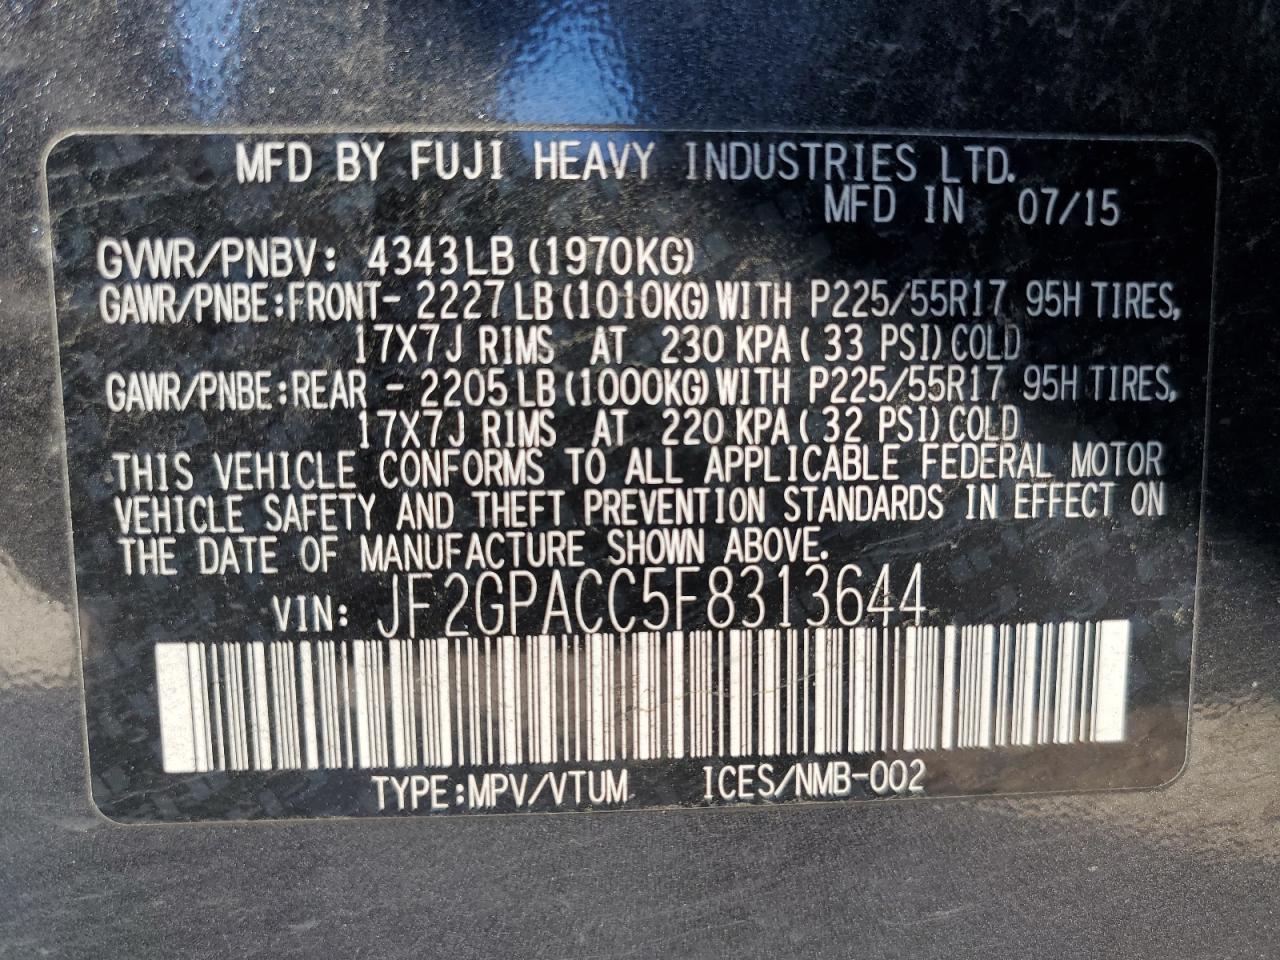 MFD BY FUJI HEAVY INDUSTRIES LTD.
MFD IN 07/15
GVWR/PNBV: 4343LB (1970KG)
GAWR/PNBE:FRONT- 2227LB(1010KG)WITH P225/55R17 95H TIRES,
17X7J RIMS AT 230 KPA(33 PSI)COLD
GAWR/PNBE:REAR - 2205LB(1000KG)WITH P225/55R17 95H TIRES,
17X7J RIMS AT 220 KPA(32 PSI)COLD
THIS VEHICLE CONFORMS TO ALL APPLICABLE FEDERAL MOTOR
VEHICLE SAFETY AND THEFT PREVENTION STANDARDS IN EFFECT ON
THE DATE OF MANUFACTURE SHOWN ABOVE.
VIN: JF2GPACC5F8313644
TYPE:MPV/VTUM ICES/NMB-002